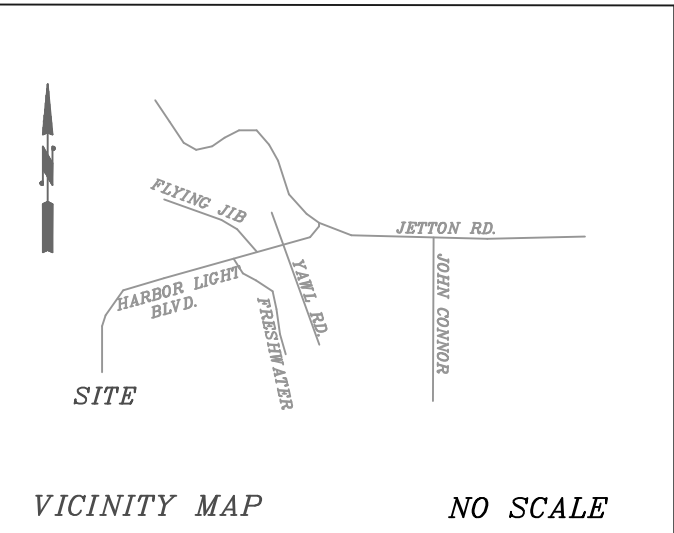 N
FLYING JIB
JETTON RD.
HARBOR LIGHT
BLVD.
YAWL RD.
JOHN CONNOR
FRESHWATER
SITE
VICINITY MAP
NO SCALE